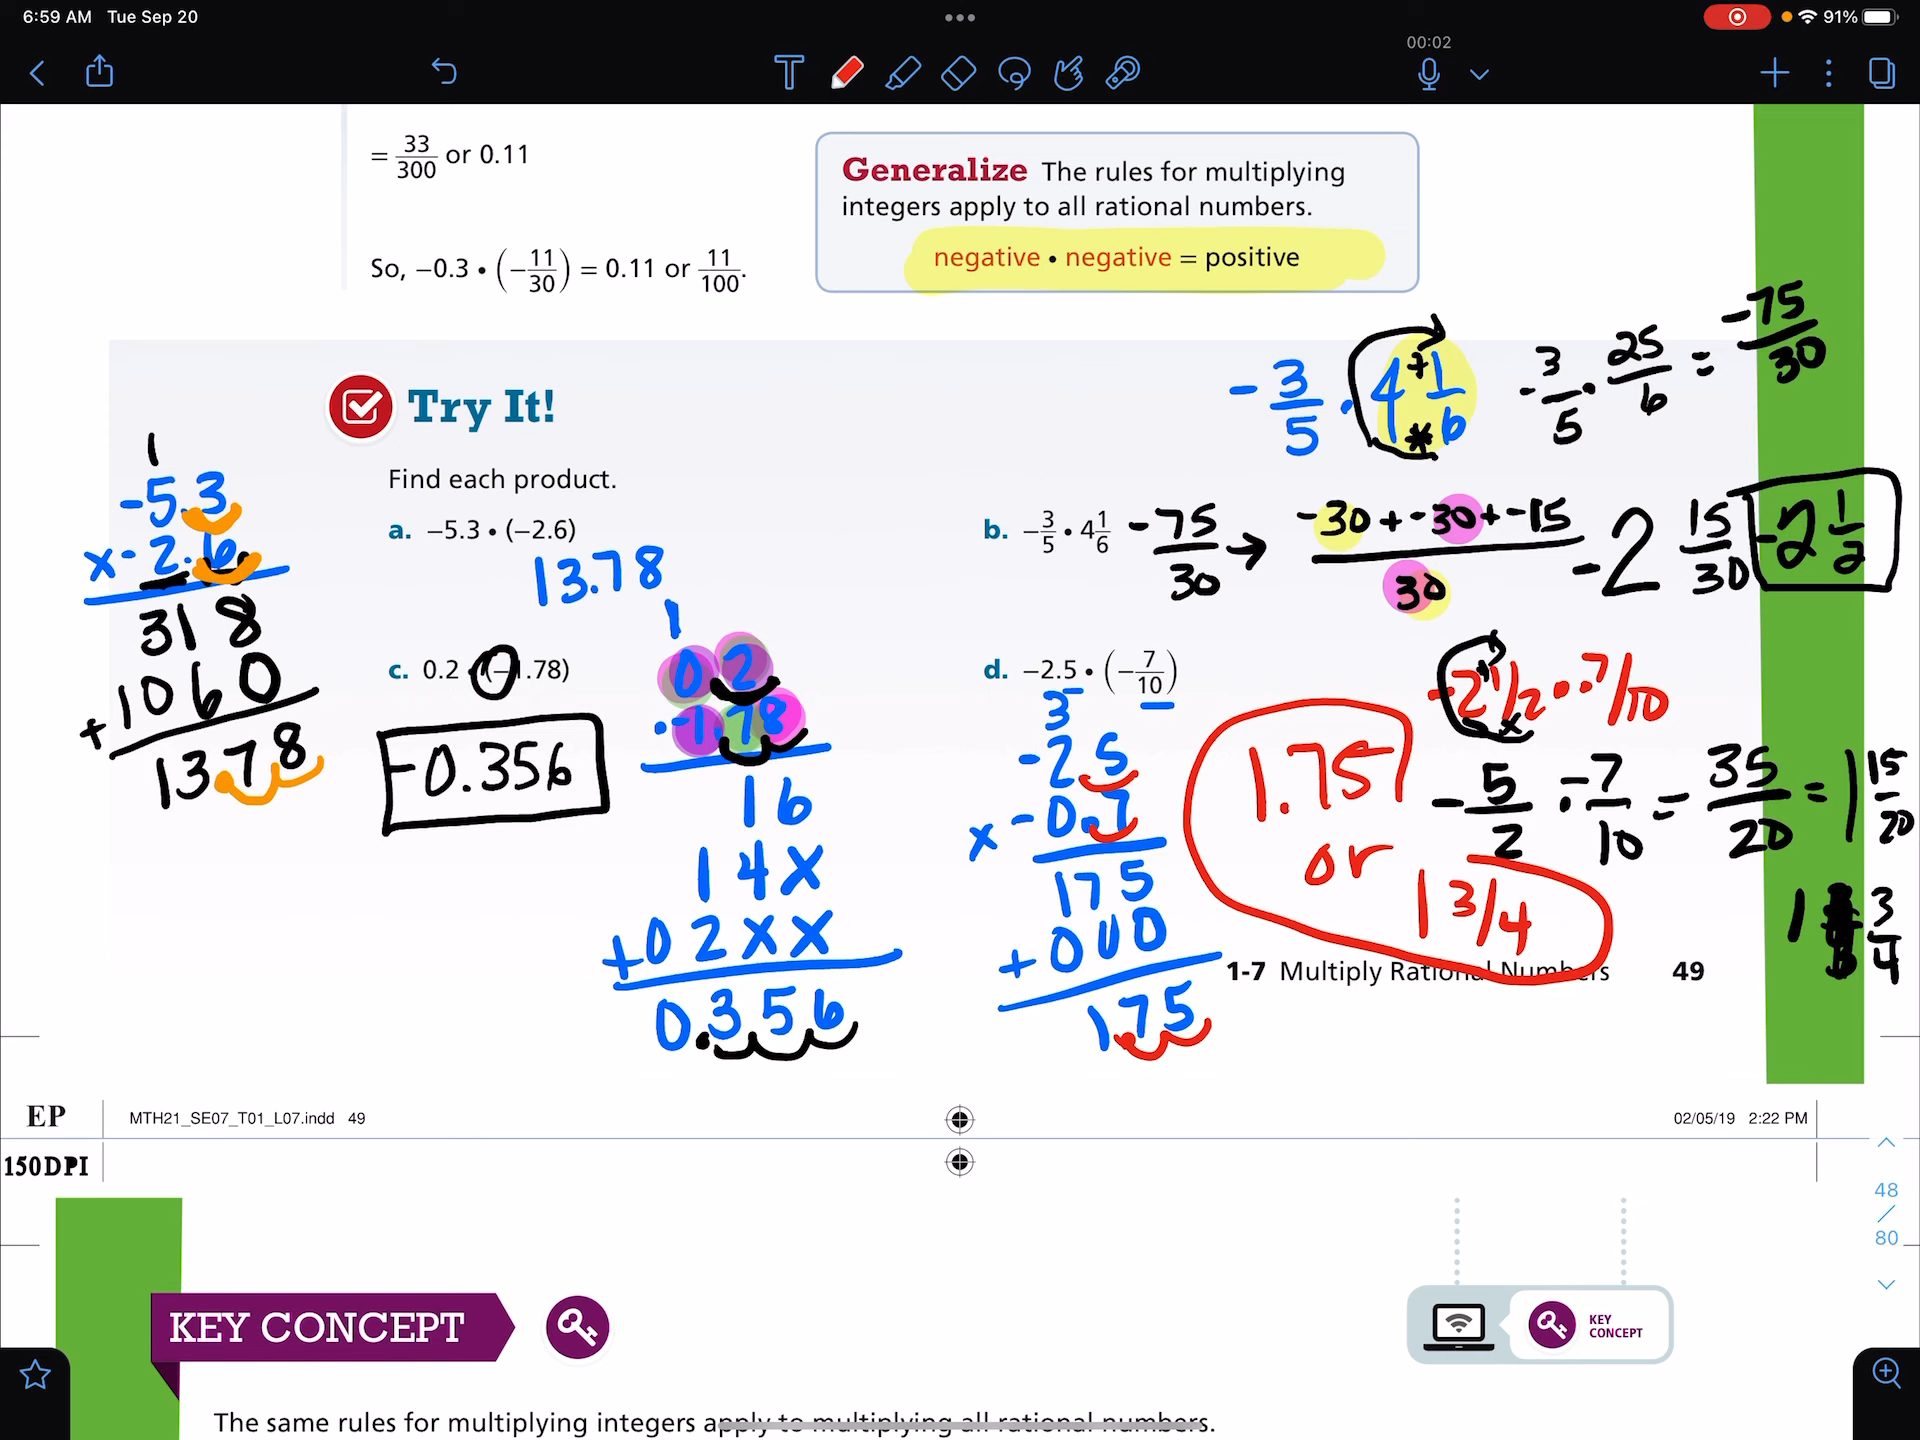 6:59 AM Tue Sep 20
91%
00:02
= 33/300 or 0.11
So, −0.3 • (−11/30) = 0.11 or 11/100.
Generalize The rules for multiplying
integers apply to all rational numbers.
negative • negative = positive
-3/5 · 4 + 1/6
*
-3/5 · 25/6 = -75/30
Try It!
Find each product.
a. −5.3 • (−2.6)
13.78
1
-5.3
x-2.6
318
+1060
1378
b. −3/5 • 4 1/6
-75/30 → -30 + -30 + -15 / 30
-2 15/30
-2 1/2
c. 0.2 (− .78)
-0.356
1
02
-1.78
16
14x
+02xx
0.356
d. −2.5 • (−7/10)
3
-25
x -0.7
175
+000
175
-2 1/2 · -7/10
+
x
-5/2 · -7/10 = 35/20 = 1 15/20
1 3/4
1.75
or
1 3/4
1-7 Multiply Rational Numbers 49
EP MTH21_SE07_T01_L07.indd 49 02/05/19 2:22 PM
150DPI
48
/
80
KEY CONCEPT
KEY
CONCEPT
The same rules for multiplying integers apply to multiplying all rational numbers.